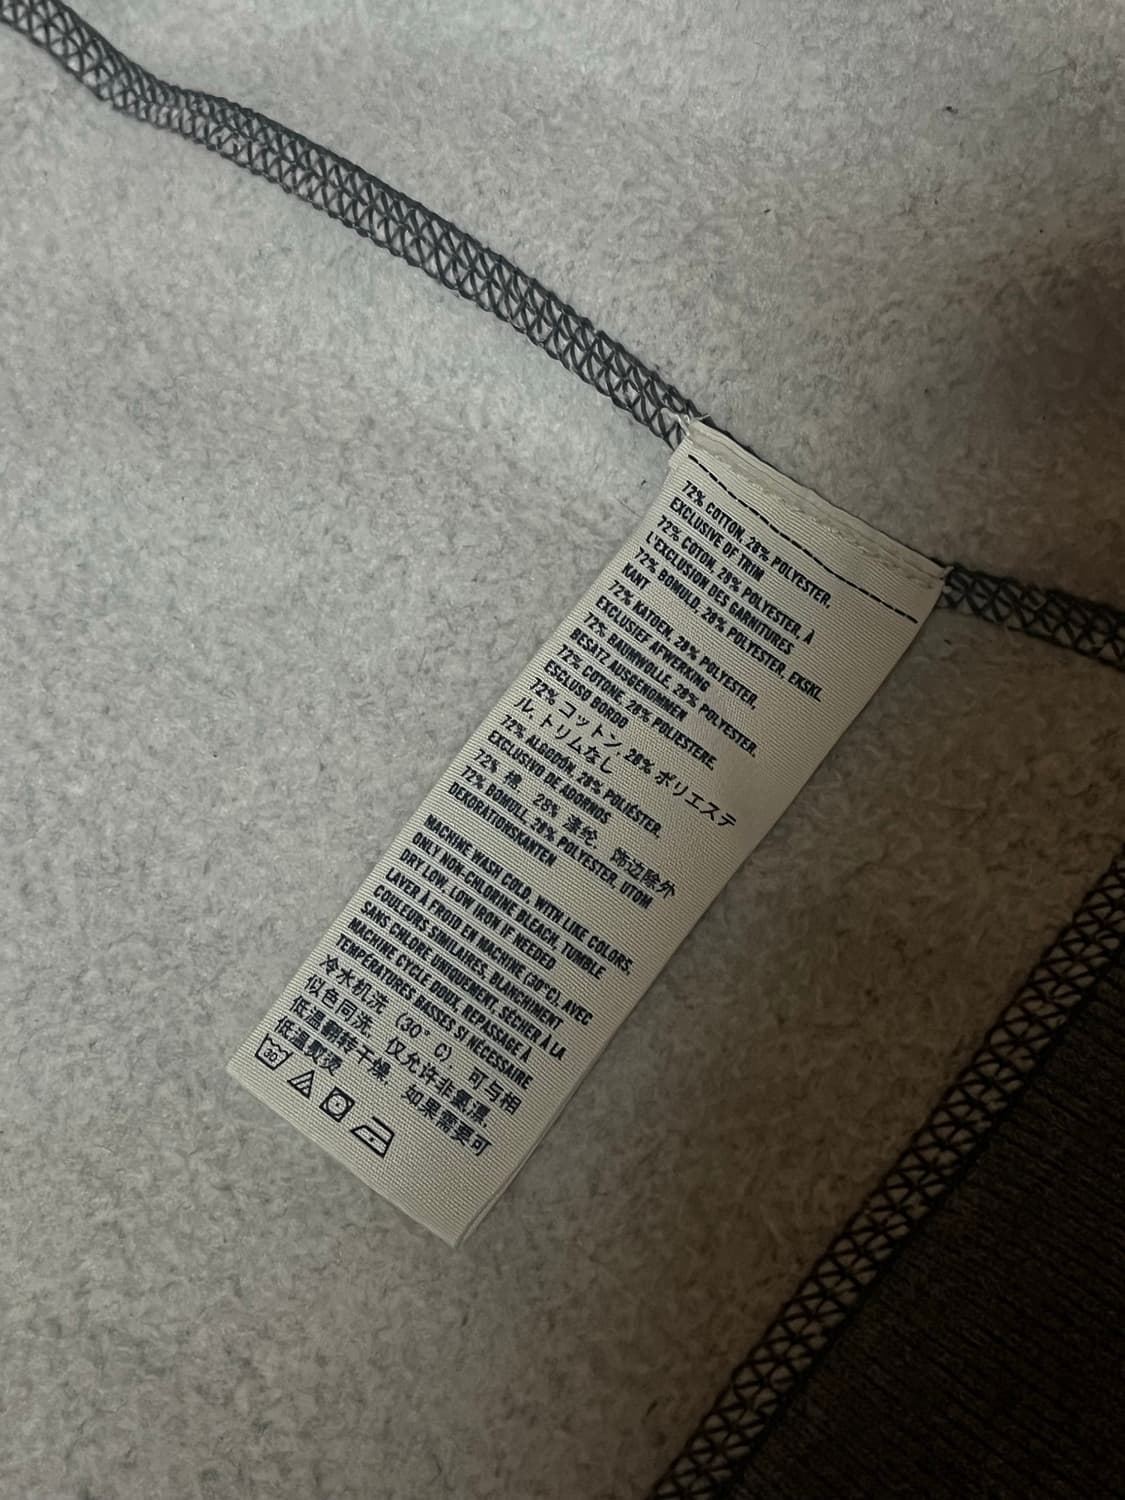 72% COTTON, 28% POLYESTER,
EXCLUSIVE OF TRIM
72% COTON, 28% POLYESTER, À
L'EXCLUSION DES GARNITURES
72% BOMULD, 28% POLYESTER, EKSKL.
KANT
72% KATOEN, 28% POLYESTER,
EXCLUSIEF AFWERKING
72% BAUMWOLLE, 28% POLYESTER.
BESATZ AUSGENOMMEN
72% COTONE, 28% POLIESTERE.
ESCLUSO BORDO
72% コットン, 28% ポリエステ
ル, トリムなし
72% ALGODÓN, 28% POLIÉSTER,
EXCLUSIVO DE ADORNOS
72% 棉, 28% 涤纶, 饰边除外
72% BOMULL, 28% POLYESTER, UTOM
DEKORATIONSKANTEN
MACHINE WASH COLD, WITH LIKE COLORS,
ONLY NON-CHLORINE BLEACH, TUMBLE
DRY LOW, LOW IRON IF NEEDED
LAVER À FROID EN MACHINE (30°C), AVEC
COULEURS SIMILAIRES, BLANCHIMENT
SANS CHLORE UNIQUEMENT, SÉCHER À LA
MACHINE CYCLE DOUX, REPASSAGE À
TEMPÉRATURES BASSES SI NÉCESSAIRE
冷水机洗 (30°C), 可与相
似色同洗, 仅允许非氯漂,
低温翻转干燥, 如果需要可
低温熨烫
30°